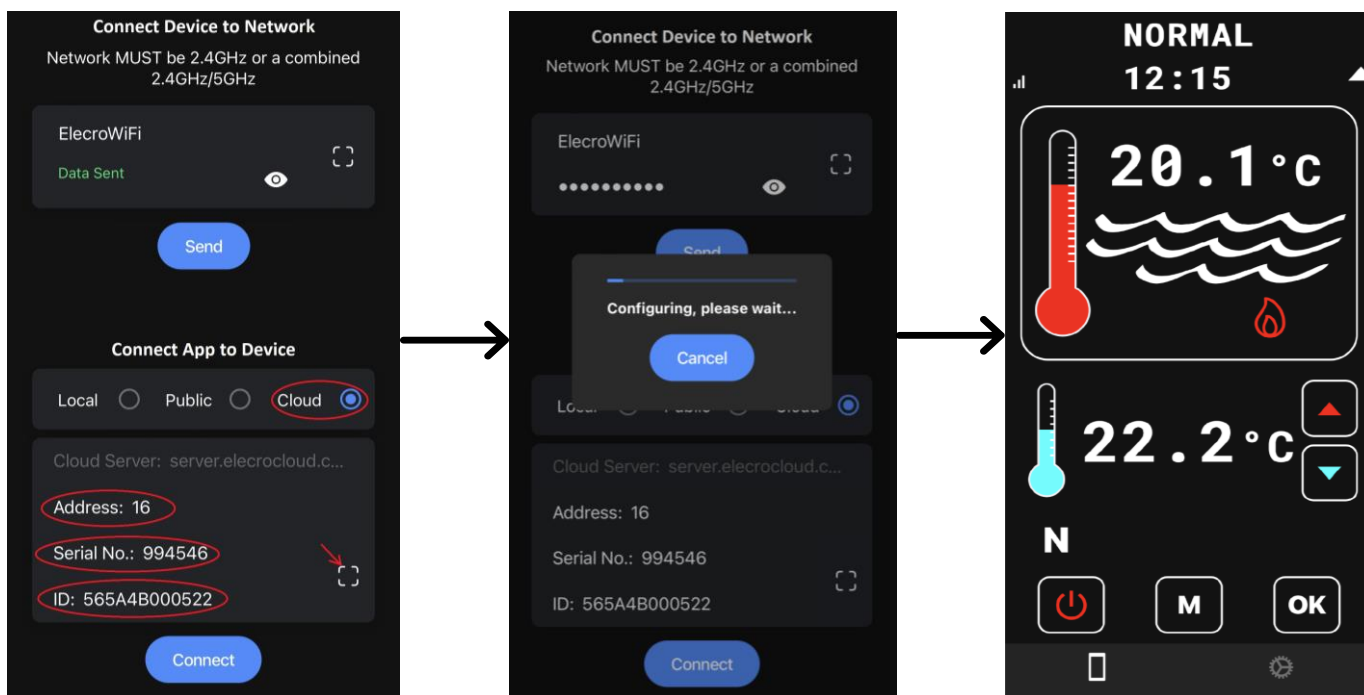 Connect Device to Network
Network MUST be 2.4GHz or a combined
2.4GHz/5GHz
ElecroWiFi
Data Sent
Send
Connect App to Device
Local
Public
Cloud
Cloud Server: server.elecrocloud.c...
Address: 16
Serial No.: 994546
ID: 565A4B000522
Connect
Connect Device to Network
Network MUST be 2.4GHz or a combined
2.4GHz/5GHz
ElecroWiFi
••••••••••
Send
Configuring, please wait...
Cancel
Cloud Server: server.elecrocloud.c...
Address: 16
Serial No.: 994546
ID: 565A4B000522
Connect
NORMAL
12:15
20.1°C
22.2°C
N
M
OK